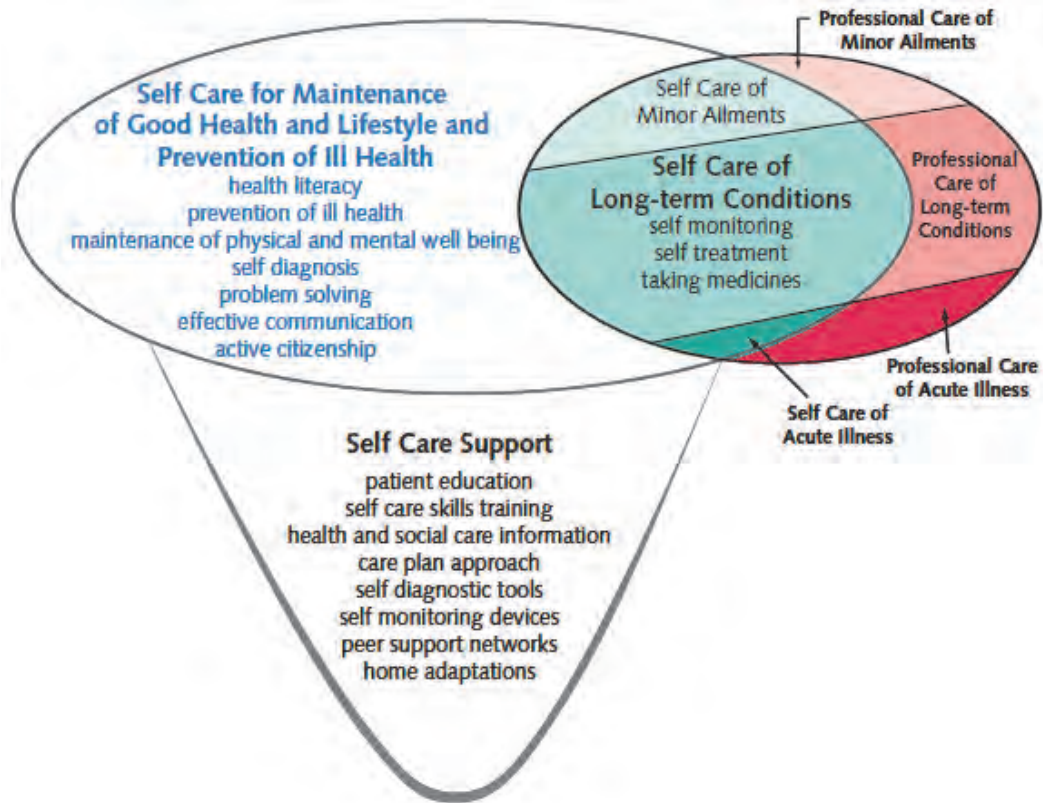 Professional Care of
Minor Ailments
Self Care for Maintenance
of Good Health and Lifestyle and
Prevention of Ill Health
health literacy
prevention of ill health
maintenance of physical and mental well being
self diagnosis
problem solving
effective communication
active citizenship
Self Care of
Minor Ailments
Self Care of
Long-term Conditions
self monitoring
self treatment
taking medicines
Professional
Care of
Long-term
Conditions
Professional Care
of Acute Illness
Self Care of
Acute Illness
Self Care Support
patient education
self care skills training
health and social care information
care plan approach
self diagnostic tools
self monitoring devices
peer support networks
home adaptations